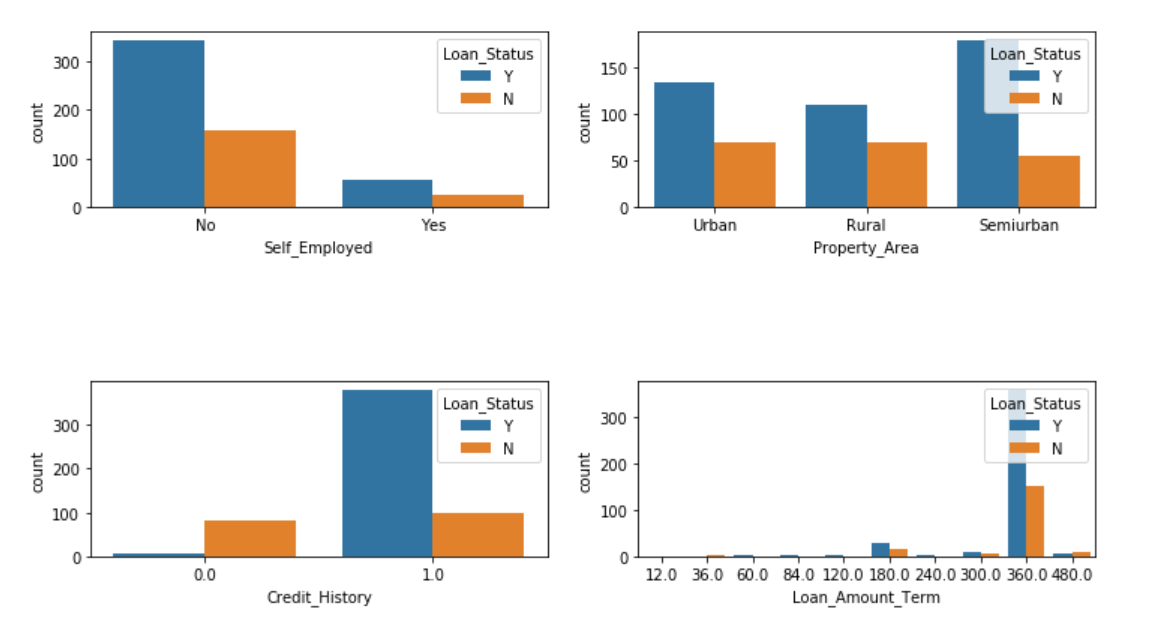 Loan_Status
Y
N
300
200
100
0
count
No Yes
Self_Employed
Loan_Status
Y
N
150
100
50
0
count
Urban Rural Semiurban
Property_Area
Loan_Status
Y
N
300
200
100
0
count
0.0 1.0
Credit_History
Loan_Status
Y
N
300
200
100
0
count
12.0 36.0 60.0 84.0 120.0 180.0 240.0 300.0 360.0 480.0
Loan_Amount_Term